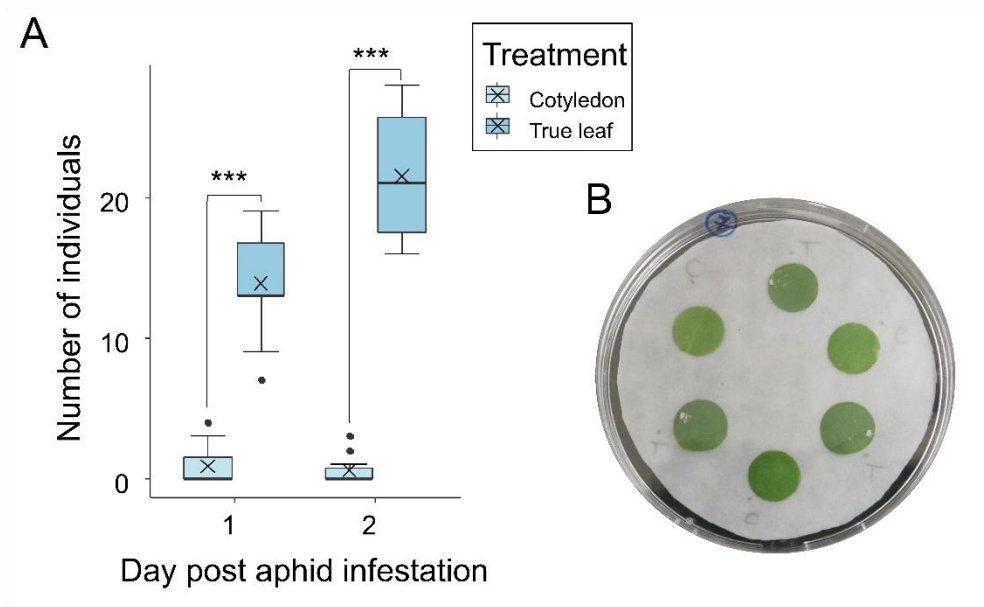 A
***
***
Treatment
Cotyledon
True leaf
Number of individuals
20
10
0
1
2
Day post aphid infestation
B
C
T
C
T
T
C